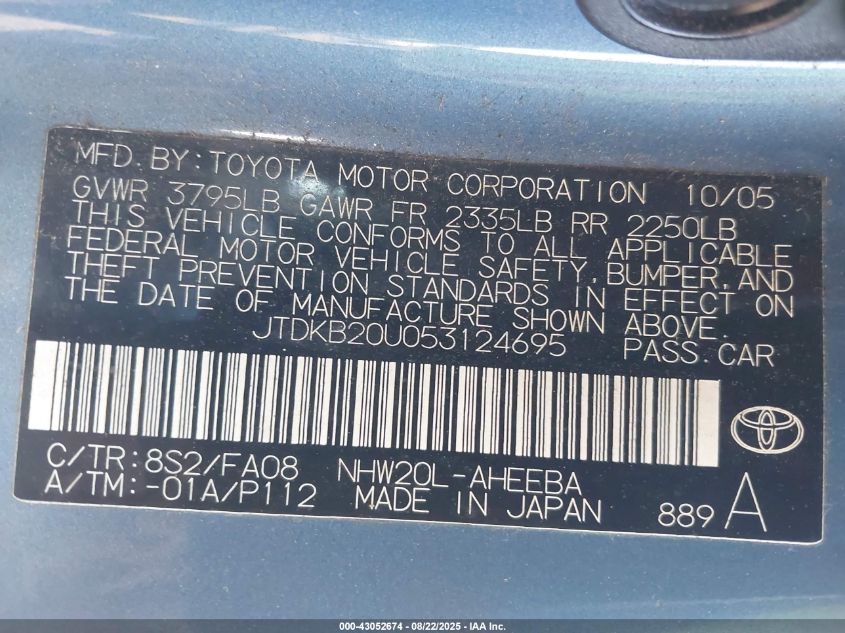 MFD. BY: TOYOTA MOTOR CORPORATION 10/05
GVWR 3795LB GAWR FR 2335LB RR 2250LB
THIS VEHICLE CONFORMS TO ALL APPLICABLE
FEDERAL MOTOR VEHICLE SAFETY, BUMPER, AND
THEFT PREVENTION STANDARDS IN EFFECT ON
THE DATE OF MANUFACTURE SHOWN ABOVE.
JTDKB20U053124695 PASS. CAR
C/TR: 8S2/FA08 NHW20L-AHEEBA
A/TM: -01A/P112 MADE IN JAPAN 889 A
000-43052674 - 08/22/2025 - IAA Inc.